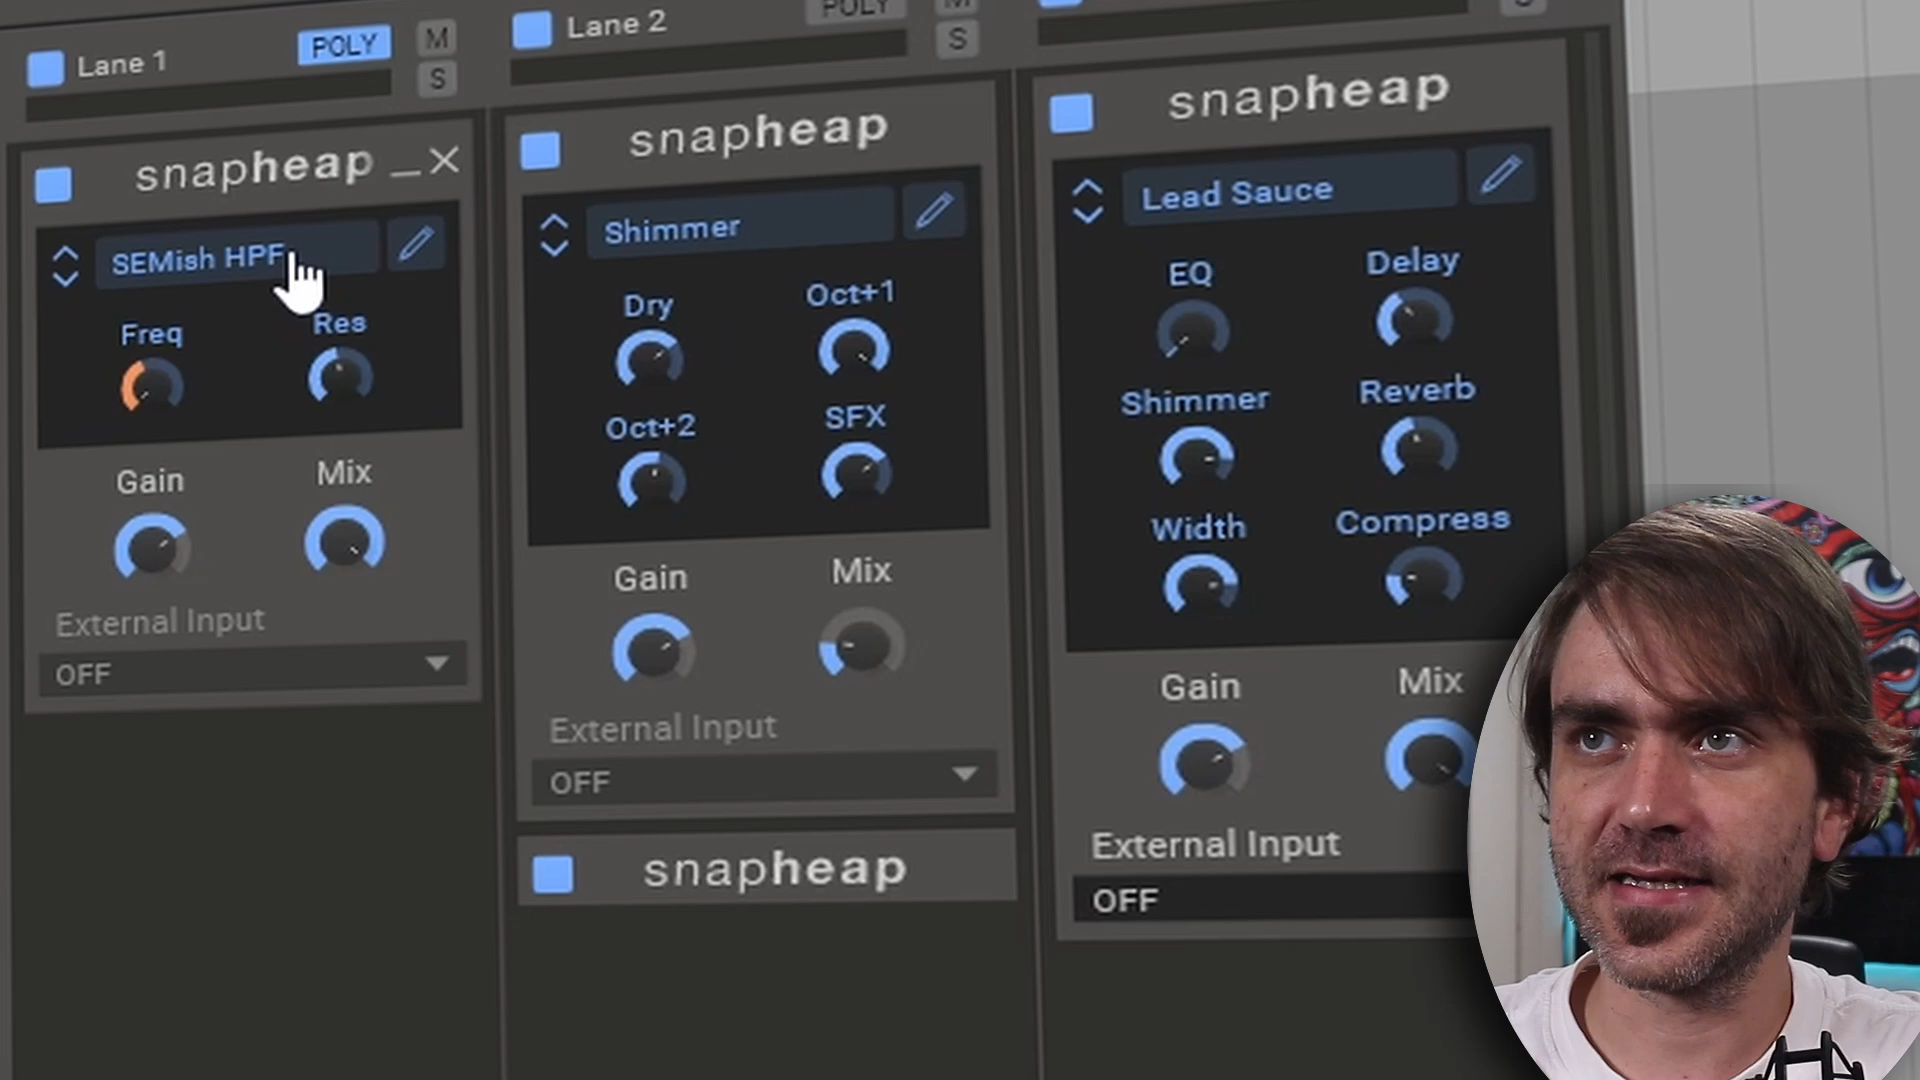 Lane 1
POLY
M
S
snapheap
SEMish HPF
Freq
Res
Gain
Mix
External Input
OFF
Lane 2
POLY
M
S
snapheap
Shimmer
Dry
Oct+1
Oct+2
SFX
Gain
Mix
External Input
OFF
snapheap
S
snapheap
Lead Sauce
EQ
Delay
Shimmer
Reverb
Width
Compress
Gain
Mix
External Input
OFF